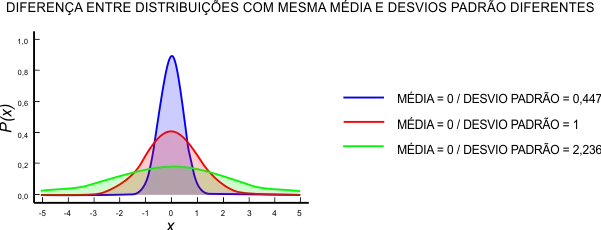 DIFERENÇA ENTRE DISTRIBUIÇÕES COM MESMA MÉDIA E DESVIOS PADRÃO DIFERENTES
P(x)
1,0
0,8
0,6
0,4
0,2
0,0
-5 -4 -3 -2 -1 0 1 2 3 4 5
x
MÉDIA = 0 / DESVIO PADRÃO = 0,447
MÉDIA = 0 / DESVIO PADRÃO = 1
MÉDIA = 0 / DESVIO PADRÃO = 2,236